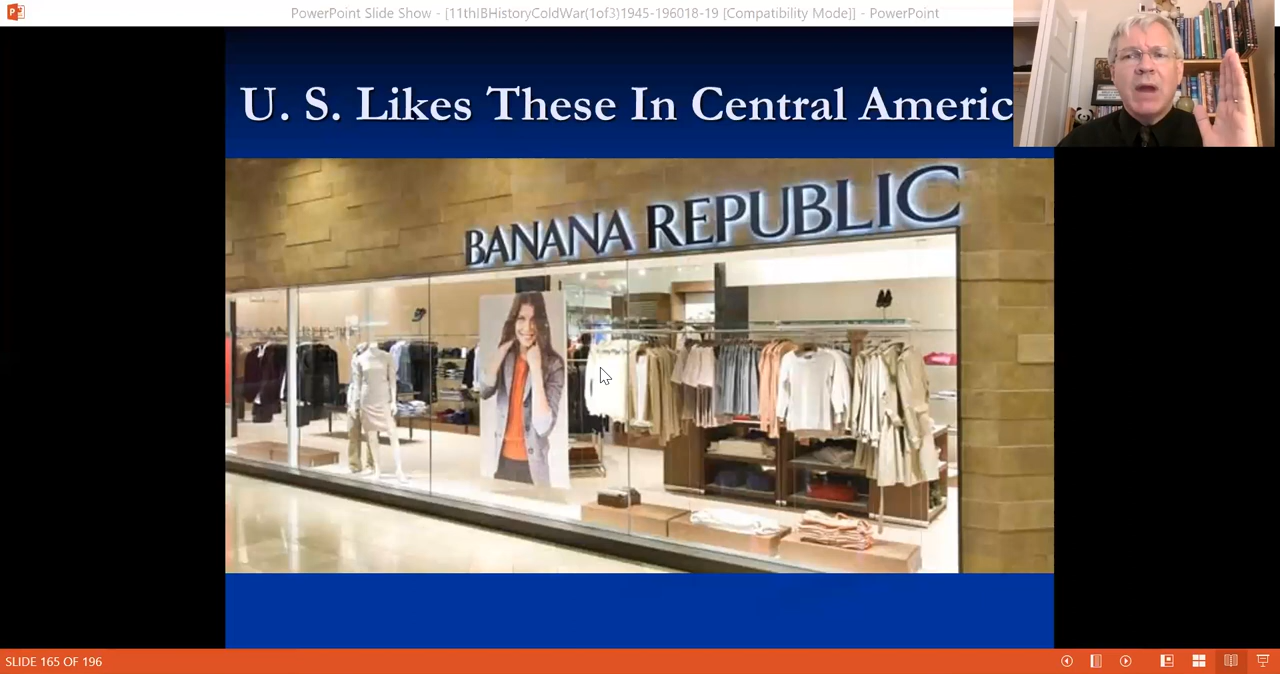 PowerPoint Slide Show - [11thIBHistoryColdWar(1of3)1945-196018-19 [Compatibility Mode]] - PowerPoint
U. S. Likes These In Central Americ
BANANA REPUBLIC
SLIDE 165 OF 196